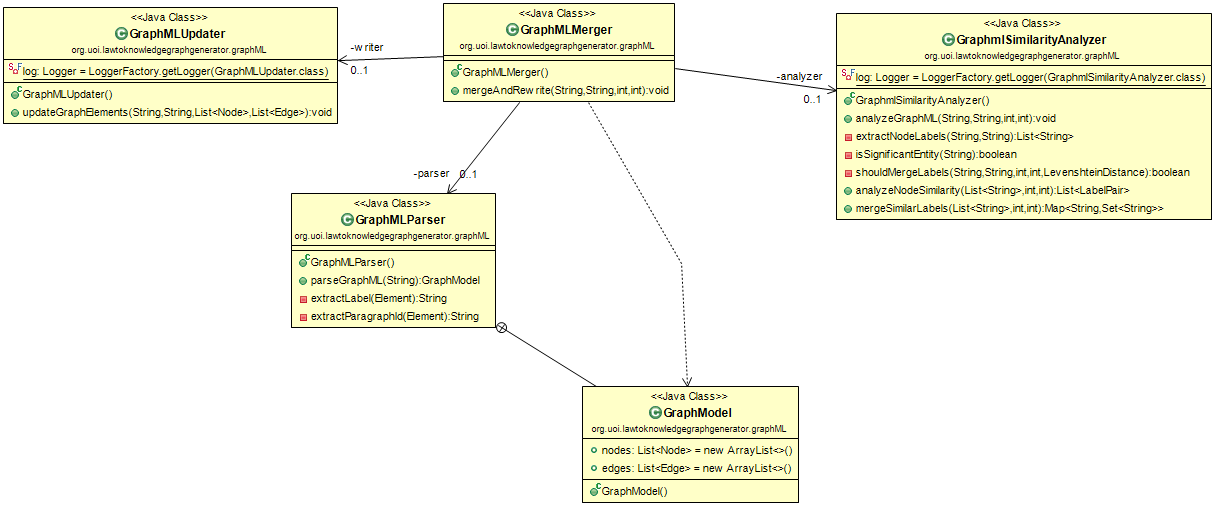 <<Java Class>>
GraphMLUpdater
org.uoi.lawtoknowledgegraphgenerator.graphML
log: Logger = LoggerFactory.getLogger(GraphMLUpdater.class)
GraphMLUpdater()
updateGraphElements(String,String,List<Node>,List<Edge>):void
-writer
0..1
<<Java Class>>
GraphMLMerger
org.uoi.lawtoknowledgegraphgenerator.graphML
GraphMLMerger()
mergeAndRewrite(String,String,int,int):void
-analyzer
0..1
<<Java Class>>
GraphmlSimilarityAnalyzer
org.uoi.lawtoknowledgegraphgenerator.graphML
log: Logger = LoggerFactory.getLogger(GraphmlSimilarityAnalyzer.class)
GraphmlSimilarityAnalyzer()
analyzeGraphML(String,String,int,int):void
extractNodeLabels(String,String):List<String>
isSignificantEntity(String):boolean
shouldMergeLabels(String,String,int,int,LevenshteinDistance):boolean
analyzeNodeSimilarity(List<String>,int,int):List<LabelPair>
mergeSimilarLabels(List<String>,int,int):Map<String,Set<String>>
-parser
0..1
<<Java Class>>
GraphMLParser
org.uoi.lawtoknowledgegraphgenerator.graphML
GraphMLParser()
parseGraphML(String):GraphModel
extractLabel(Element):String
extractParagraphId(Element):String
<<Java Class>>
GraphModel
org.uoi.lawtoknowledgegraphgenerator.graphML
nodes: List<Node> = new ArrayList<>()
edges: List<Edge> = new ArrayList<>()
GraphModel()